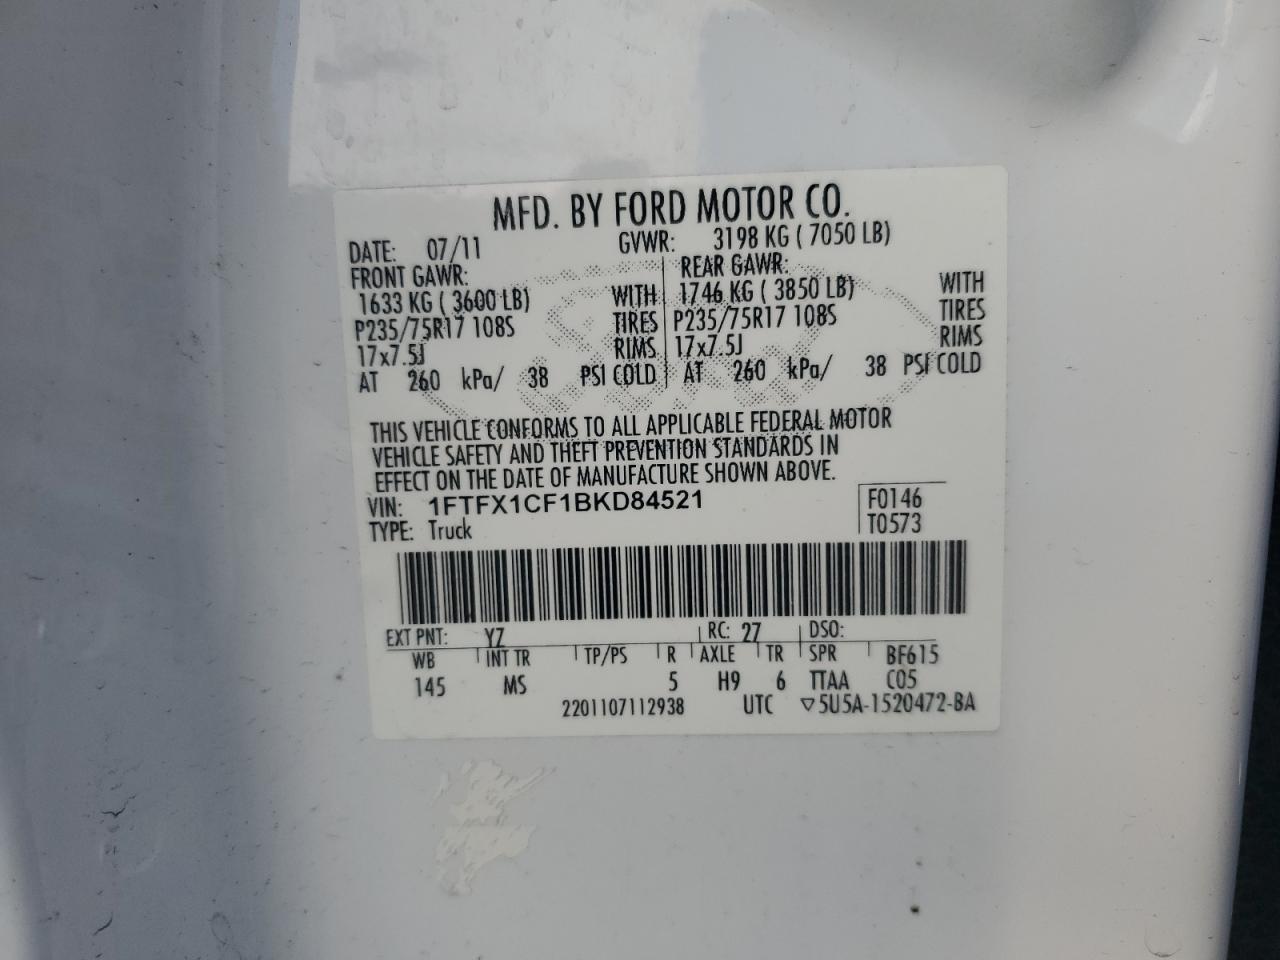 MFD. BY FORD MOTOR CO.
DATE: 07/11 GVWR: 3198 KG ( 7050 LB)
FRONT GAWR: REAR GAWR:
1633 KG ( 3600 LB) WITH 1746 KG ( 3850 LB) WITH
P235/75R17 108S TIRES P235/75R17 108S TIRES
17x7.5J RIMS 17x7.5J RIMS
AT 260 kPa/ 38 PSI COLD AT 260 kPa/ 38 PSI COLD
THIS VEHICLE CONFORMS TO ALL APPLICABLE FEDERAL MOTOR
VEHICLE SAFETY AND THEFT PREVENTION STANDARDS IN
EFFECT ON THE DATE OF MANUFACTURE SHOWN ABOVE.
VIN: 1FTFX1CF1BKD84521 F0146
TYPE: Truck T0573
EXT PNT: YZ RC: 27 DSO:
WB INT TR TP/PS R AXLE TR SPR BF615
145 MS 5 H9 6 TTAA C05
2201107112938 UTC ▽5U5A-1520472-BA